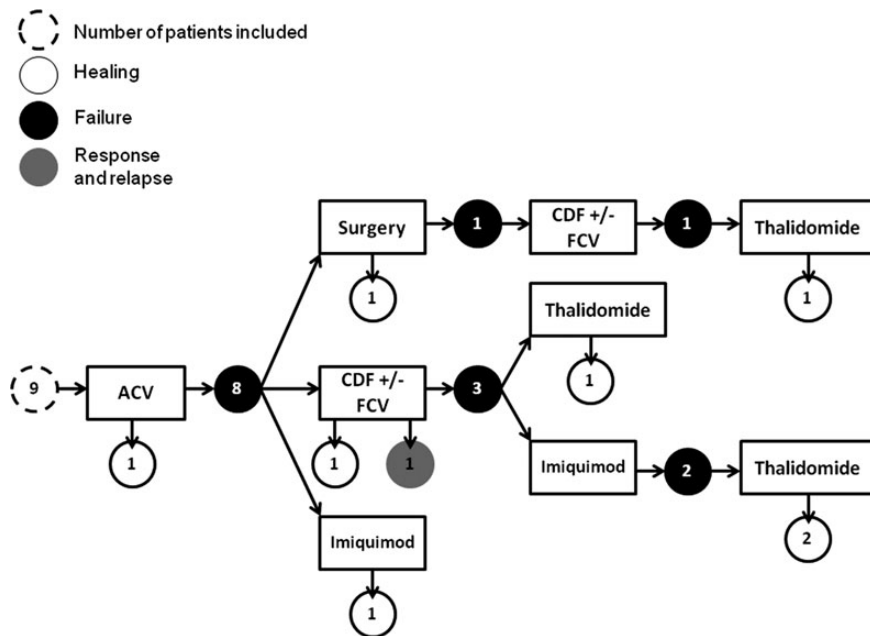 Number of patients included
Healing
Failure
Response
and relapse
Surgery
1
CDF +/-
FCV
1
Thalidomide
1
1
Thalidomide
1
9
ACV
8
CDF +/-
FCV
3
1
1
1
Imiquimod
2
Thalidomide
2
Imiquimod
1